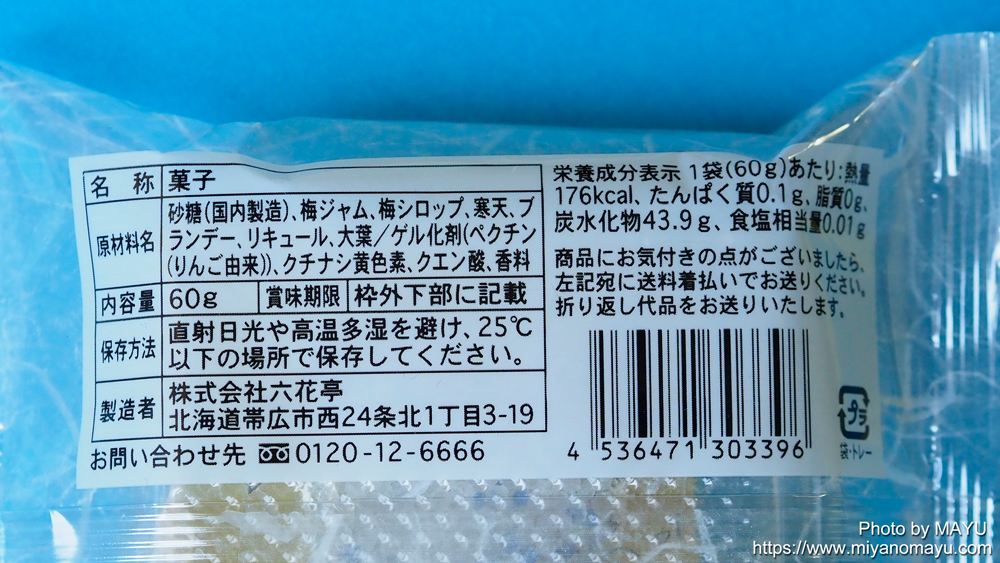 名 称 菓子
原材料名 砂糖(国内製造)、梅ジャム、梅シロップ、寒天、ブ
ランデー、リキュール、大葉／ゲル化剤(ペクチン
(りんご由来))、クチナシ黄色素、クエン酸、香料
内容量 60g 賞味期限 枠外下部に記載
保存方法 直射日光や高温多湿を避け、25℃
以下の場所で保存してください。
製造者 株式会社六花亭
北海道帯広市西24条北1丁目3-19
お問い合わせ先 0120-12-6666
栄養成分表示 1袋(60g)あたり:熱量
176kcal、たんぱく質0.1g、脂質0g、
炭水化物43.9g、食塩相当量0.01g
商品にお気付きの点がございましたら、
左記宛に送料着払いでお送りください。
折り返し代品をお送りいたします。
4 536471 303396
プラ
袋・トレー
Photo by MAYU
https://www.miyanomayu.com